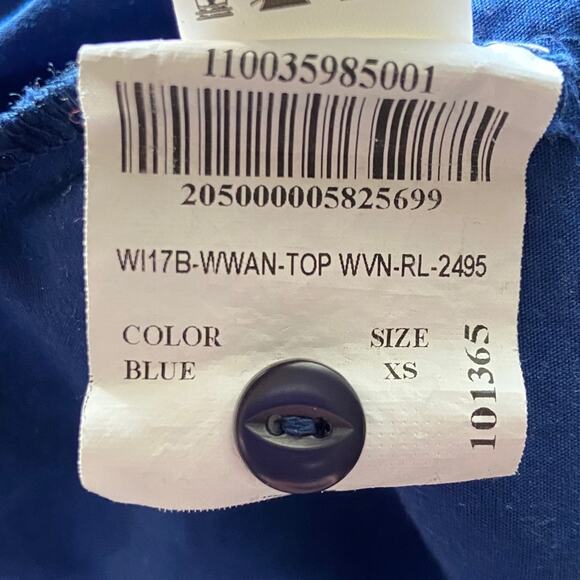 110035985001
205000005825699
WI17B-WWAN-TOP WVN-RL-2495
COLOR
BLUE
SIZE
XS
101365